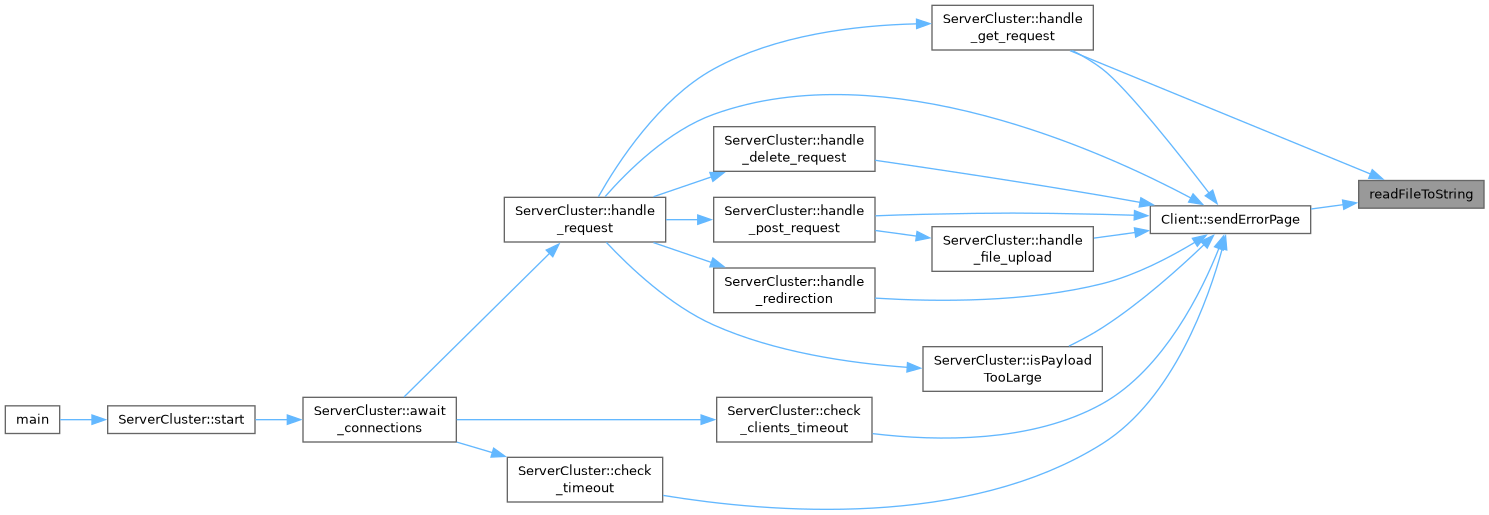 ServerCluster::handle
_get_request
ServerCluster::handle
_delete_request
readFileToString
ServerCluster::handle
_request
ServerCluster::handle
_post_request
Client::sendErrorPage
ServerCluster::handle
_file_upload
ServerCluster::handle
_redirection
ServerCluster::isPayload
TooLarge
main
ServerCluster::start
ServerCluster::await
_connections
ServerCluster::check
_clients_timeout
ServerCluster::check
_timeout